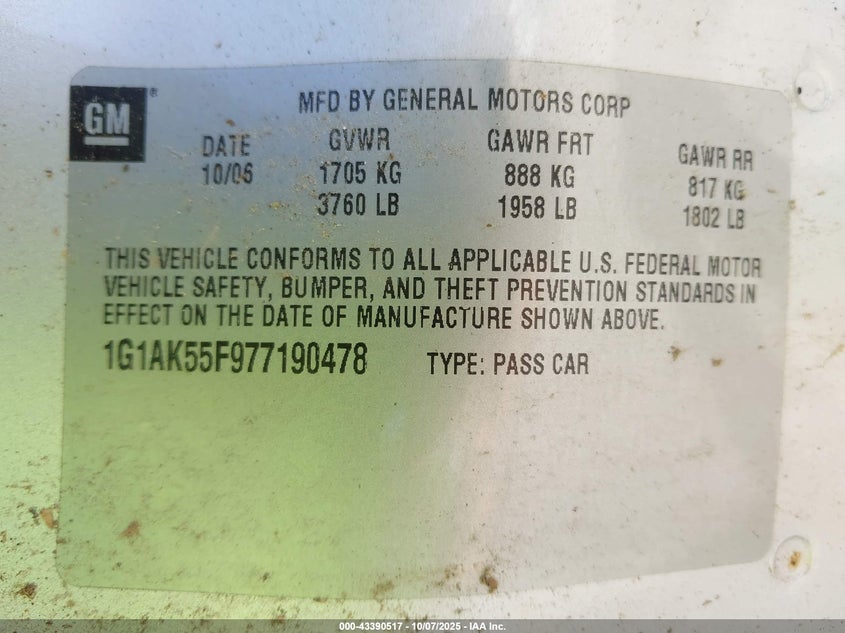 GM®
MFD BY GENERAL MOTORS CORP
DATE GVWR GAWR FRT GAWR RR
10/06 1705 KG 888 KG 817 KG
3760 LB 1958 LB 1802 LB
THIS VEHICLE CONFORMS TO ALL APPLICABLE U.S. FEDERAL MOTOR
VEHICLE SAFETY, BUMPER, AND THEFT PREVENTION STANDARDS IN
EFFECT ON THE DATE OF MANUFACTURE SHOWN ABOVE.
1G1AK55F977190478 TYPE: PASS CAR
000-43390517 - 10/07/2025 - IAA Inc.